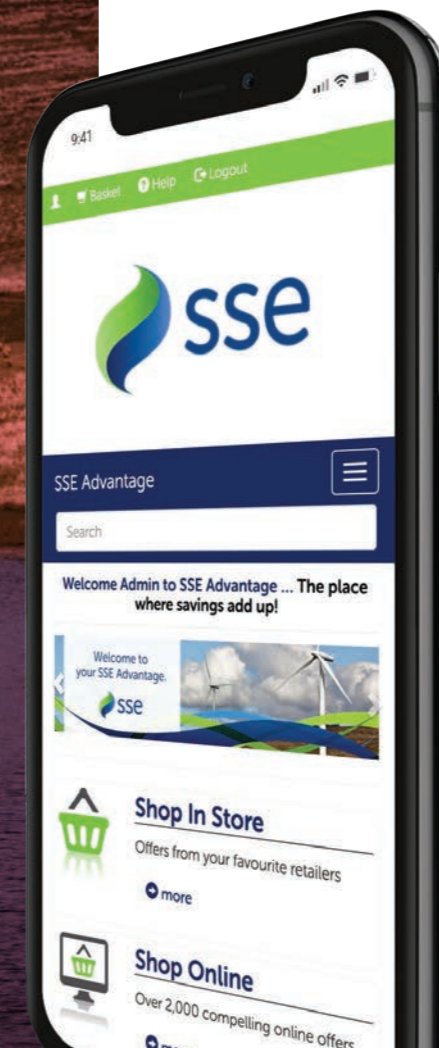 9:41
Basket
Help
Logout
sse
SSE Advantage
Search
Welcome Admin to SSE Advantage ... The place
where savings add up!
Welcome to
your SSE Advantage.
sse
Shop In Store
Offers from your favourite retailers
more
Shop Online
Over 2,000 compelling online offers